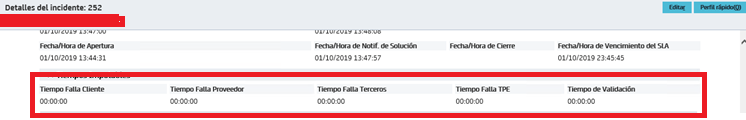 Detalles del incidente: 252
Editar
Perfil rápido(Q)
01/10/2019 13:47:00
01/10/2019 13:48:08
Fecha/Hora de Apertura
Fecha/Hora de Notif. de Solución
Fecha/Hora de Cierre
Fecha/Hora de Vencimiento del SLA
01/10/2019 13:44:31
01/10/2019 13:47:57
01/10/2019 23:45:45
Tiempo Falla Cliente
Tiempo Falla Proveedor
Tiempo Falla Terceros
Tiempo Falla TPE
Tiempo de Validación
00:00:00
00:00:00
00:00:00
00:00:00
00:00:00